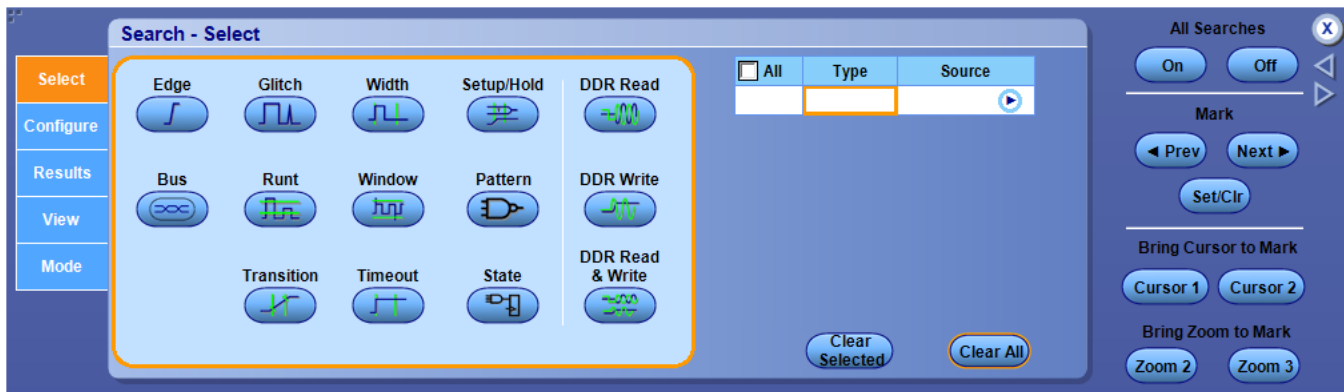 Search - Select
Select
Configure
Results
View
Mode
Edge
Glitch
Width
Setup/Hold
DDR Read
Bus
Runt
Window
Pattern
DDR Write
Transition
Timeout
State
DDR Read
& Write
All
Type
Source
Clear
Selected
Clear All
All Searches
On
Off
X
Mark
◄ Prev
Next ►
Set/Clr
Bring Cursor to Mark
Cursor 1
Cursor 2
Bring Zoom to Mark
Zoom 2
Zoom 3